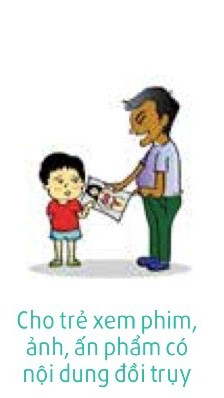 Cho trẻ xem phim,
ảnh, ấn phẩm có
nội dung đồi trụy